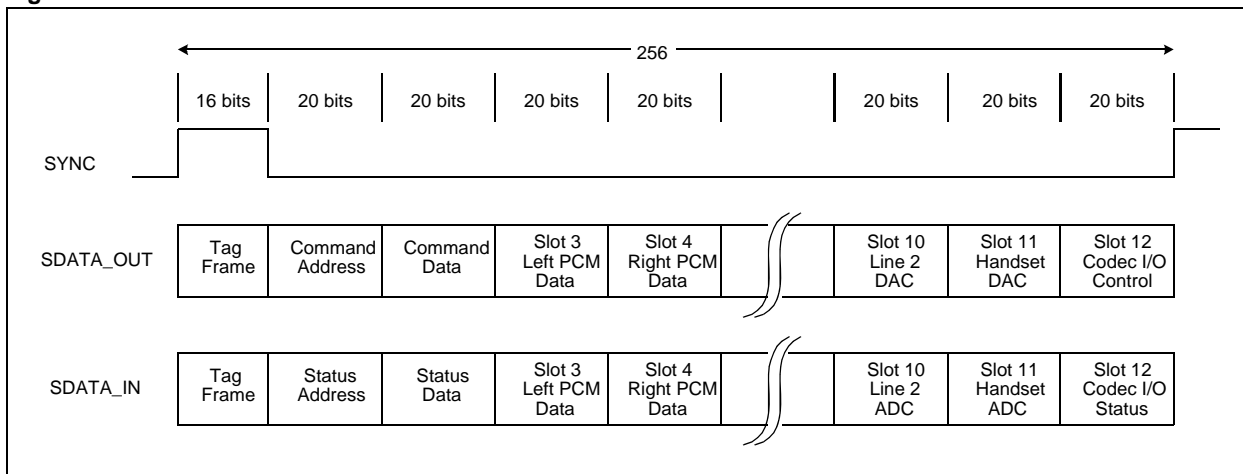 256
16 bits 20 bits 20 bits 20 bits 20 bits 20 bits 20 bits 20 bits
SYNC
SDATA_OUT
Tag
Frame
Command
Address
Command
Data
Slot 3
Left PCM
Data
Slot 4
Right PCM
Data
Slot 10
Line 2
DAC
Slot 11
Handset
DAC
Slot 12
Codec I/O
Control
SDATA_IN
Tag
Frame
Status
Address
Status
Data
Slot 3
Left PCM
Data
Slot 4
Right PCM
Data
Slot 10
Line 2
ADC
Slot 11
Handset
ADC
Slot 12
Codec I/O
Status